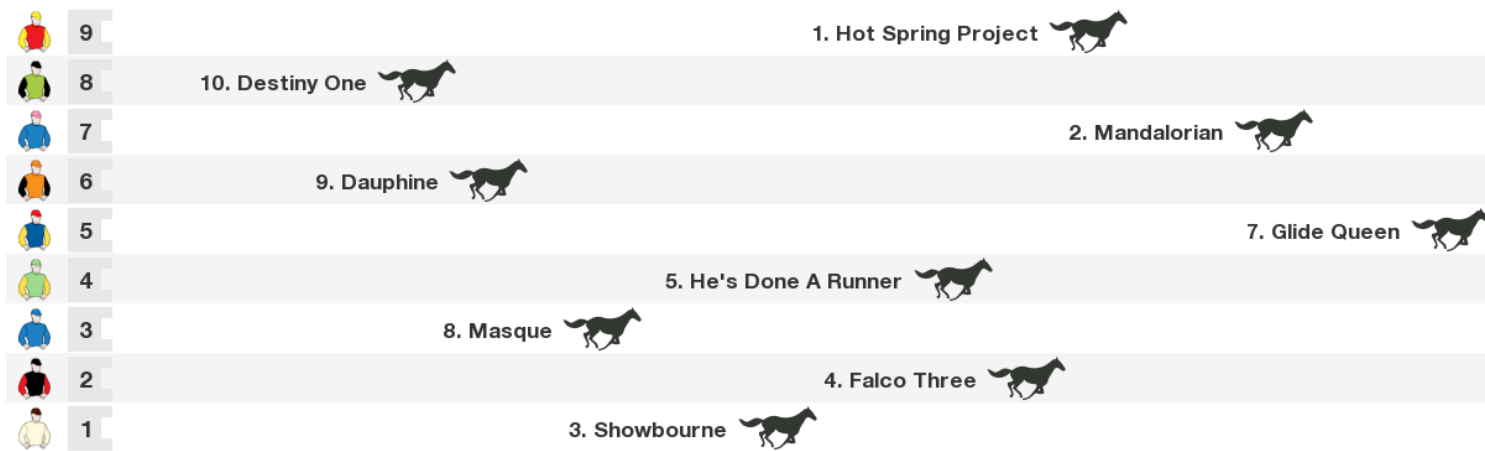 9 1. Hot Spring Project
8 10. Destiny One
7 2. Mandalorian
6 9. Dauphine
5 7. Glide Queen
4 5. He's Done A Runner
3 8. Masque
2 4. Falco Three
1 3. Showbourne